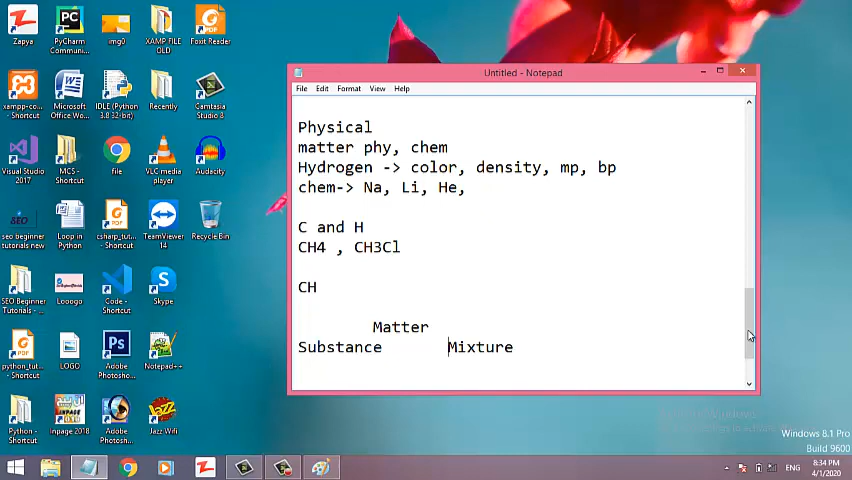 Zapya
PyCharm Communi...
img0
XAMP FILE OLD
Foxit Reader
xampp-co... - Shortcut
Microsoft Office Wo...
IDLE (Python 3.8 32-bit)
Recently
Camtasia Studio 8
Visual Studio 2017
MCS - Shortcut
file
VLC media player
Audacity
SEO
seo beginner tutorials new
Loop in Python
csharp_tut... - Shortcut
TeamViewer 14
Recycle Bin
SEO Beginner Tutorials - ...
Looogo
Code - Shortcut
Skype
python_tut... - Shortcut
LOGO
Adobe Photosho...
Notepad++
Python - Shortcut
Inpage 2018
Adobe Photosh...
Jazz Wifi
Untitled - Notepad
File Edit Format View Help
Physical
matter phy, chem
Hydrogen -> color, density, mp, bp
chem-> Na, Li, He,
C and H
CH4 , CH3Cl
CH
Matter
Substance Mixture
Windows 8.1 Pro
Build 9600
ENG
8:34 PM
4/1/2020